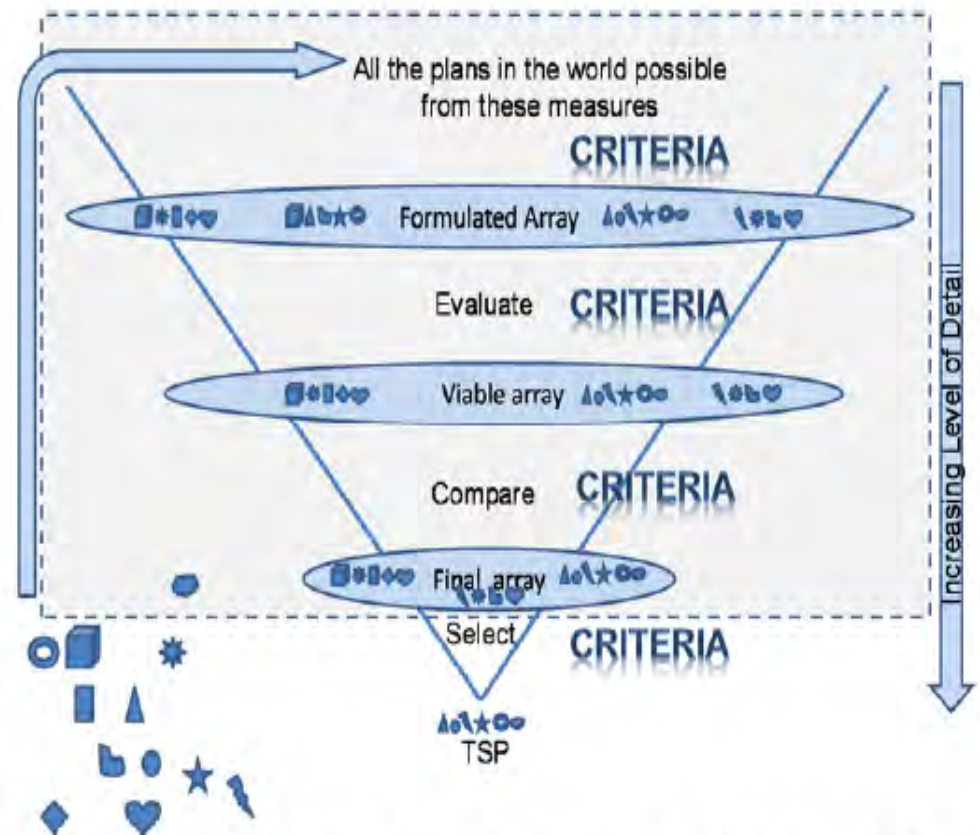 All the plans in the world possible
from these measures
CRITERIA
Formulated Array
Evaluate CRITERIA
Viable array
Compare CRITERIA
Final array
Select CRITERIA
TSP
Increasing Level of Detail